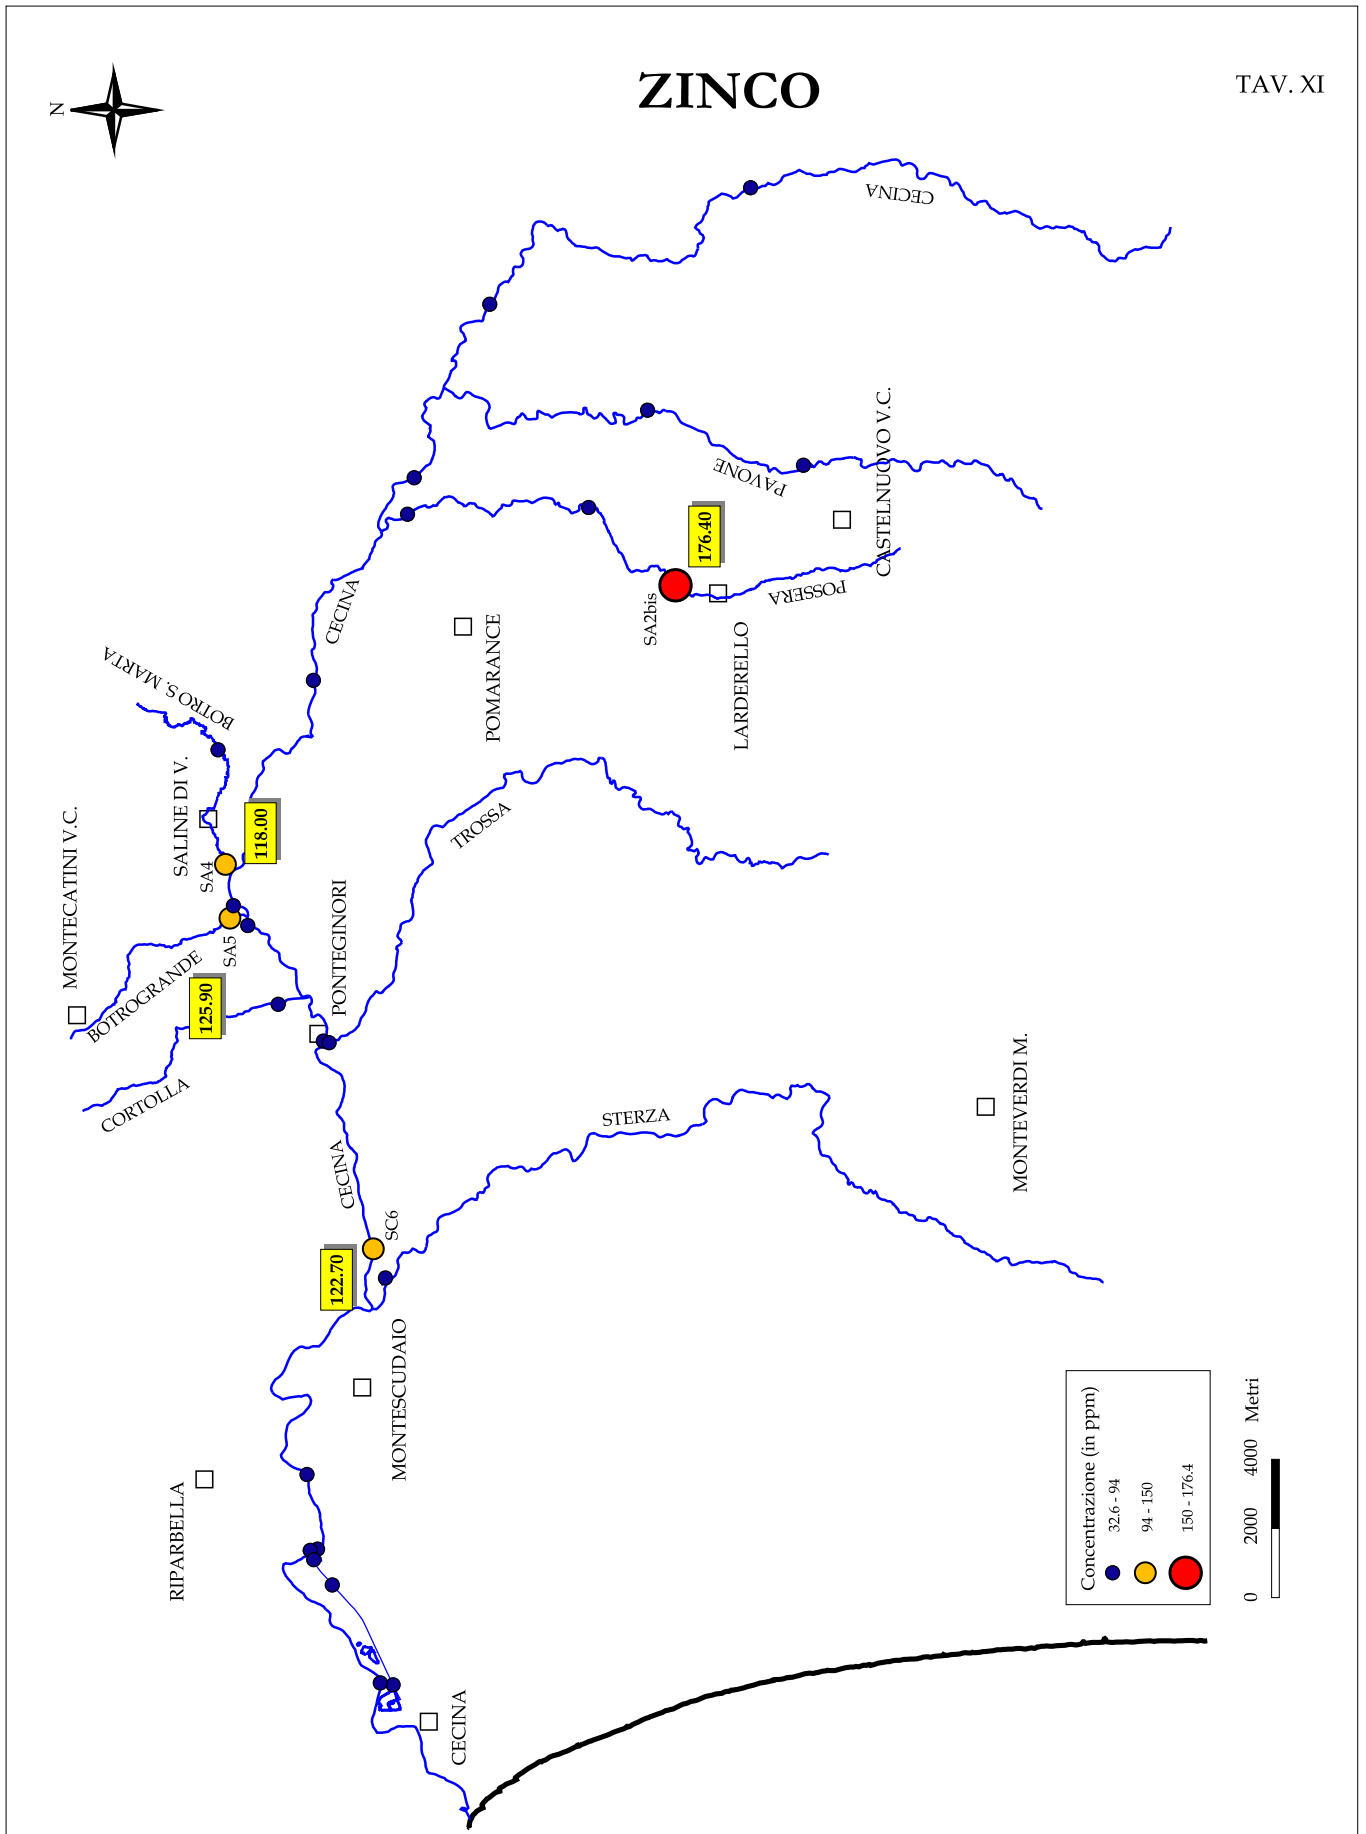 ZINCO
TAV. XI
N
CECINA
CASTELNUOVO V.C.
PAVONE
176.40
POSSERA
SA2bis
LARDERELLO
CECINA
POMARANCE
BOTRO S. MARTA
SALINE DI V.
118.00
SA4
TROSSA
MONTECATINI V.C.
SA5
PONTEGINORI
BOTROGRANDE
125.90
CORTOLLA
STERZA
MONTEVERDI M.
CECINA
SC6
122.70
MONTESCUDAIO
RIPARBELLA
CECINA
Concentrazione (in ppm)
32.6 - 94
94 - 150
150 - 176.4
0 2000 4000 Metri